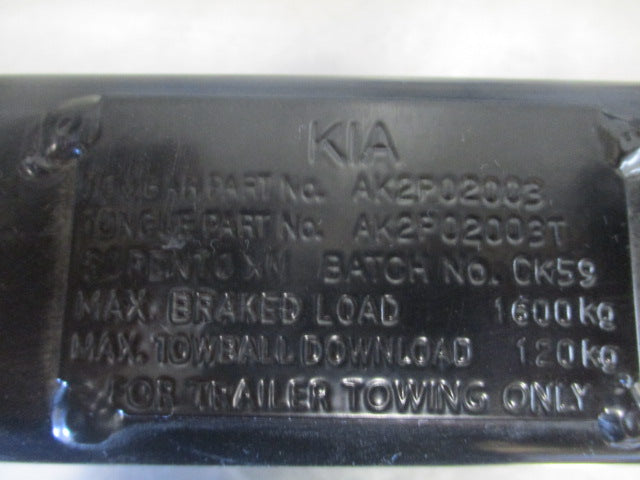 KIA
TOWBAR PART No. AK2P02003
TONGUE PART No. AK2P02003T
SORENTO XM BATCH No. CK59
MAX. BRAKED LOAD 1600kg
MAX. TOWBALL DOWNLOAD 120kg
FOR TRAILER TOWING ONLY